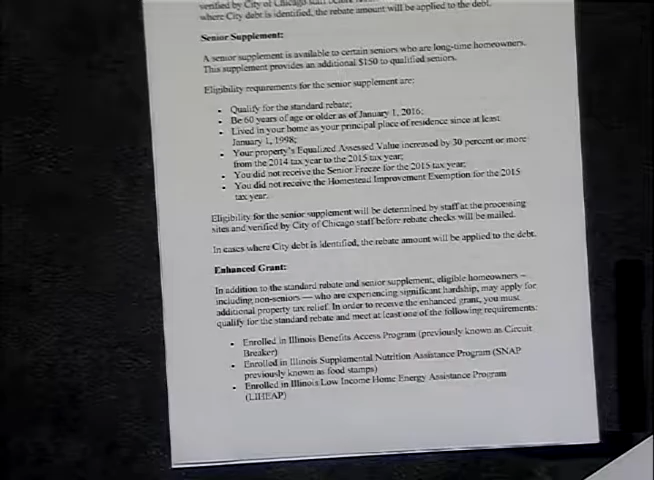 verified by City of Chicago staff before
where City debt is identified, the rebate amount will be applied to the debt.
Senior Supplement:
A senior supplement is available to certain seniors who are long-time homeowners.
This supplement provides an additional $150 to qualified seniors.
Eligibility requirements for the senior supplement are:
• Qualify for the standard rebate;
• Be 60 years of age or older as of January 1, 2016;
• Lived in your home as your principal place of residence since at least
January 1, 1998;
• Your property's Equalized Assessed Value increased by 30 percent or more
from the 2014 tax year to the 2015 tax year;
• You did not receive the Senior Freeze for the 2015 tax year;
• You did not receive the Homestead Improvement Exemption for the 2015
tax year.
Eligibility for the senior supplement will be determined by staff at the processing
sites and verified by City of Chicago staff before rebate checks will be mailed.
In cases where City debt is identified, the rebate amount will be applied to the debt.
Enhanced Grant:
In addition to the standard rebate and senior supplement, eligible homeowners –
including non-seniors — who are experiencing significant hardship, may apply for
additional property tax relief. In order to receive the enhanced grant, you must
qualify for the standard rebate and meet at least one of the following requirements:
• Enrolled in Illinois Benefits Access Program (previously known as Circuit
Breaker)
• Enrolled in Illinois Supplemental Nutrition Assistance Program (SNAP
previously known as food stamps)
• Enrolled in Illinois Low Income Home Energy Assistance Program
(LIHEAP)